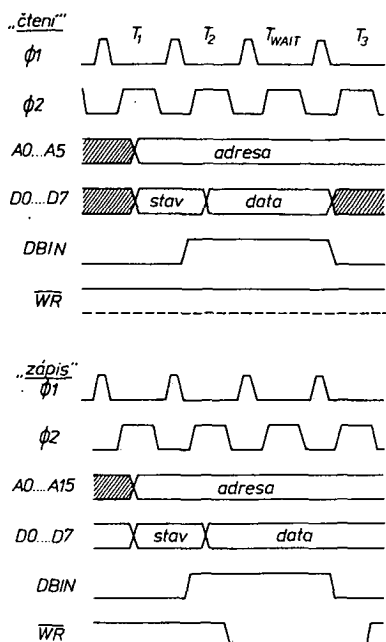 „čtení‟
T1 T2 TWAIT T3
ϕ1
ϕ2
A0...A5 adresa
D0....D7 stav data
DBIN
WR
„zápis‟
ϕ1
ϕ2
A0....A15 adresa
D0....D7 stav data
DBIN
WR